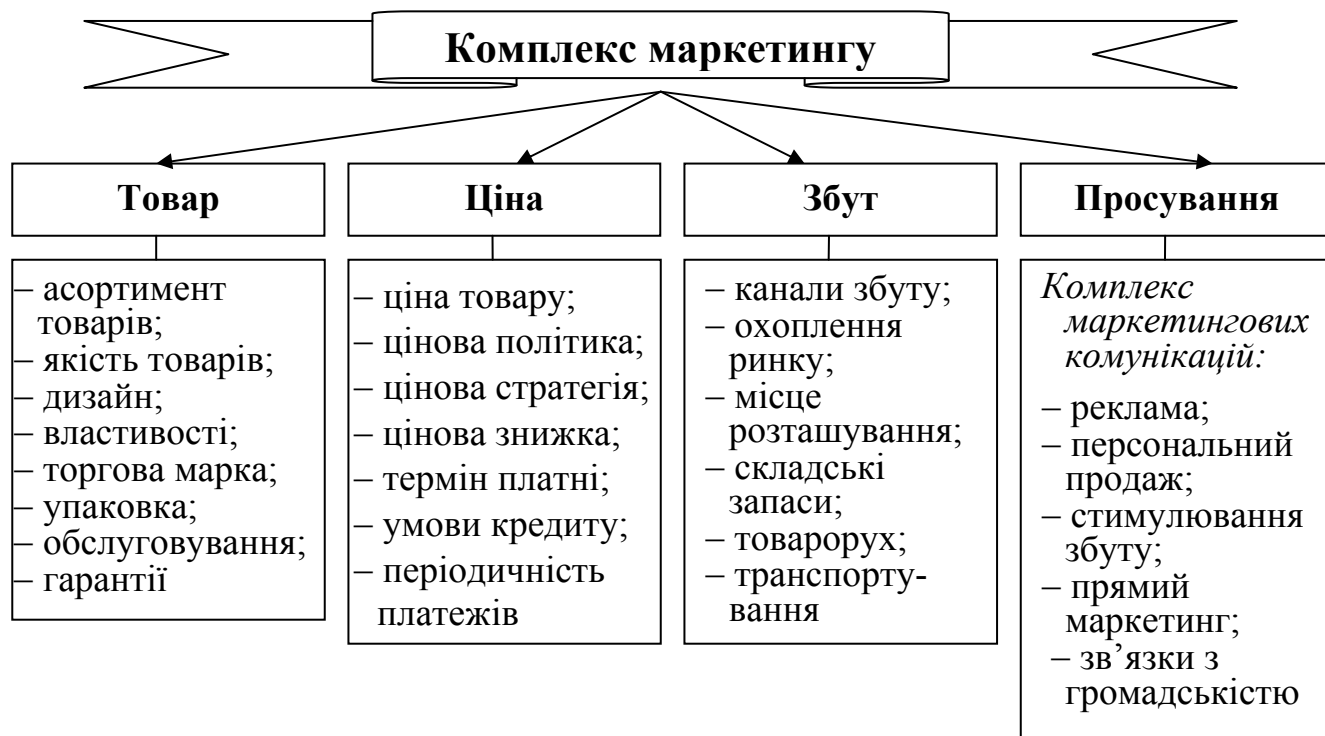 Комплекс маркетингу
Товар
– асортимент
товарів;
– якість товарів;
– дизайн;
– властивості;
– торгова марка;
– упаковка;
– обслуговування;
– гарантії
Ціна
– ціна товару;
– цінова політика;
– цінова стратегія;
– цінова знижка;
– термін платні;
– умови кредиту;
– періодичність
платежів
Збут
– канали збуту;
– охоплення
ринку;
– місце
розташування;
– складські
запаси;
– товарорух;
– транспорту-
вання
Просування
Комплекс
маркетингових
комунікацій:
– реклама;
– персональний
продаж;
– стимулювання
збуту;
– прямий
маркетинг;
– зв’язки з
громадськістю